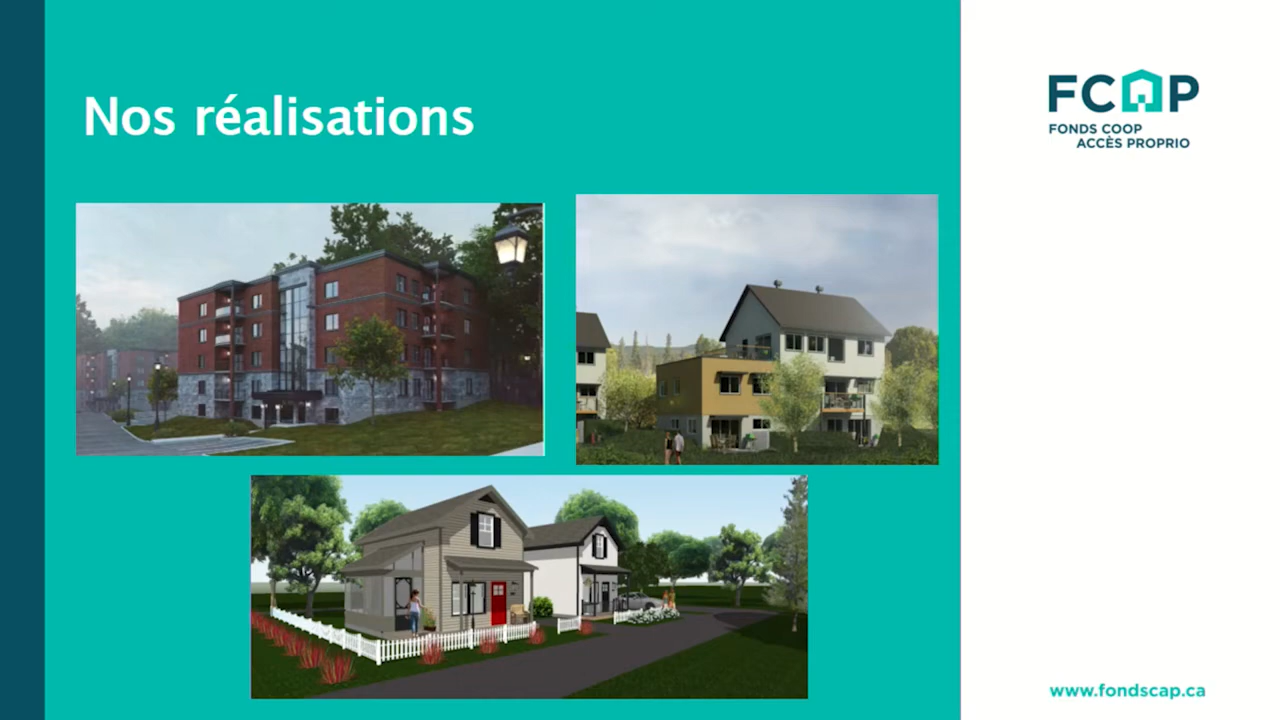 Nos réalisations
FCAP
FONDS COOP
ACCÈS PROPRIO
www.fondscap.ca